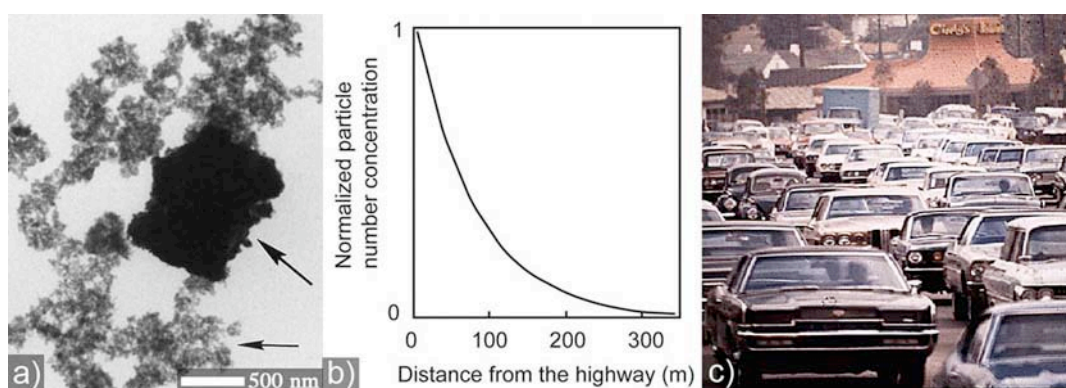 a)
500 nm
b)
Normalized particle
number concentration
1
0
0
100
200
300
Distance from the highway (m)
c)